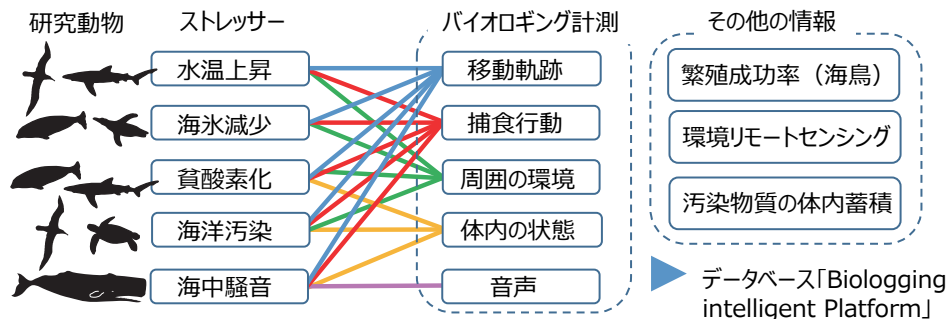 研究動物
ストレッサー
バイオロギング計測
その他の情報
水温上昇
海氷減少
貧酸素化
海洋汚染
海中騒音
移動軌跡
捕食行動
周囲の環境
体内の状態
音声
繁殖成功率（海鳥）
環境リモートセンシング
汚染物質の体内蓄積
データベース「Biologging
intelligent Platform」